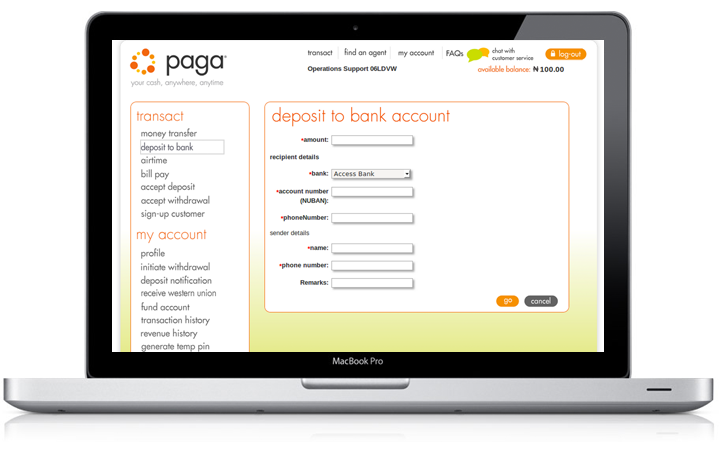 paga
your cash, anywhere, anytime
transact find an agent my account FAQs chat with
customer service
log-out
Operations Support 06LDVW
available balance: ₦ 100.00
transact
money transfer
deposit to bank
airtime
bill pay
accept deposit
accept withdrawal
sign-up customer
my account
profile
initiate withdrawal
deposit notification
receive western union
fund account
transaction history
revenue history
generate temp pin
deposit to bank account
*amount:
recipient details
*bank: Access Bank
*account number
(NUBAN):
*phoneNumber:
sender details
*name:
*phone number:
Remarks:
go cancel
MacBook Pro